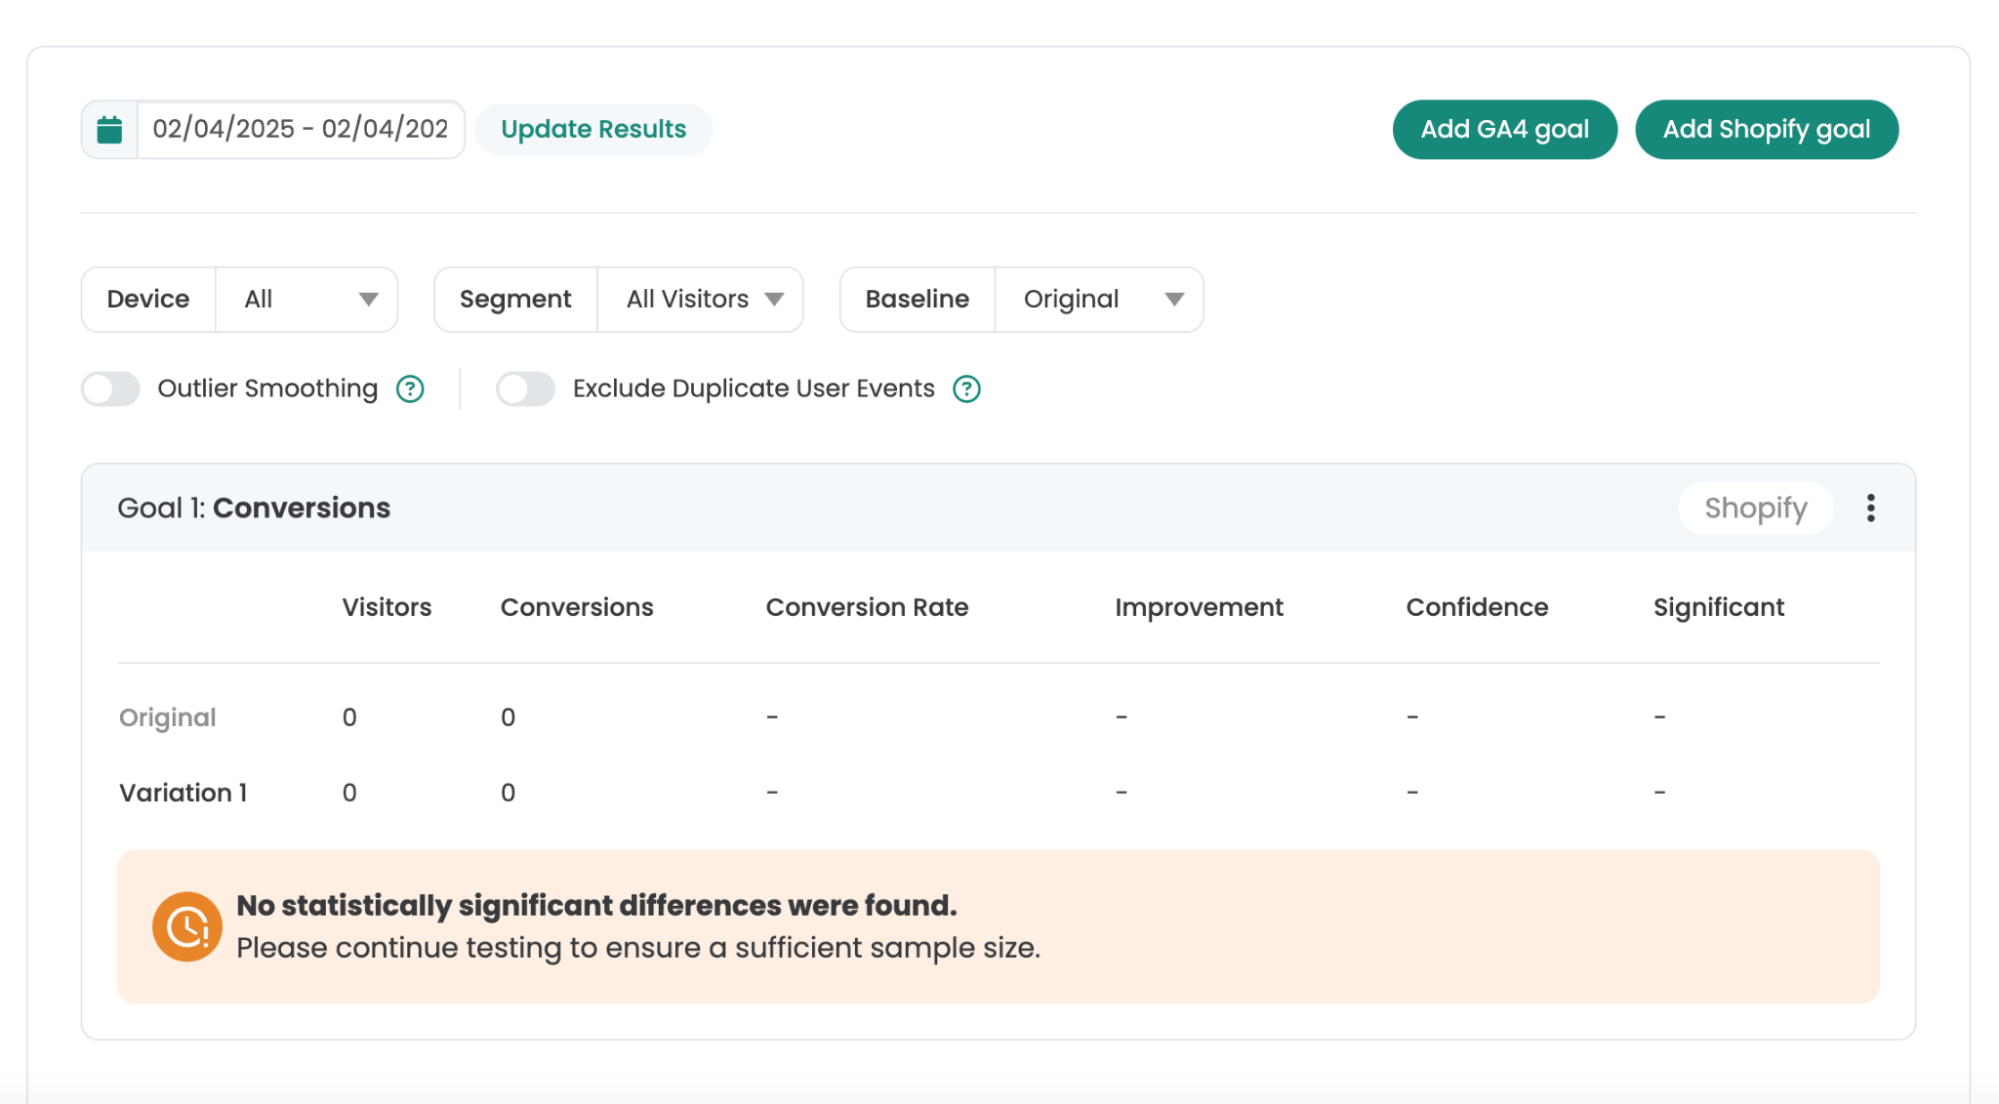 02/04/2025 - 02/04/202 Update Results Add GA4 goal Add Shopify goal
Device All Segment All Visitors Baseline Original
Outlier Smoothing ? Exclude Duplicate User Events ?
Goal 1: Conversions Shopify
Visitors Conversions Conversion Rate Improvement Confidence Significant
Original 0 0 - - - -
Variation 1 0 0 - - - -
No statistically significant differences were found.
Please continue testing to ensure a sufficient sample size.